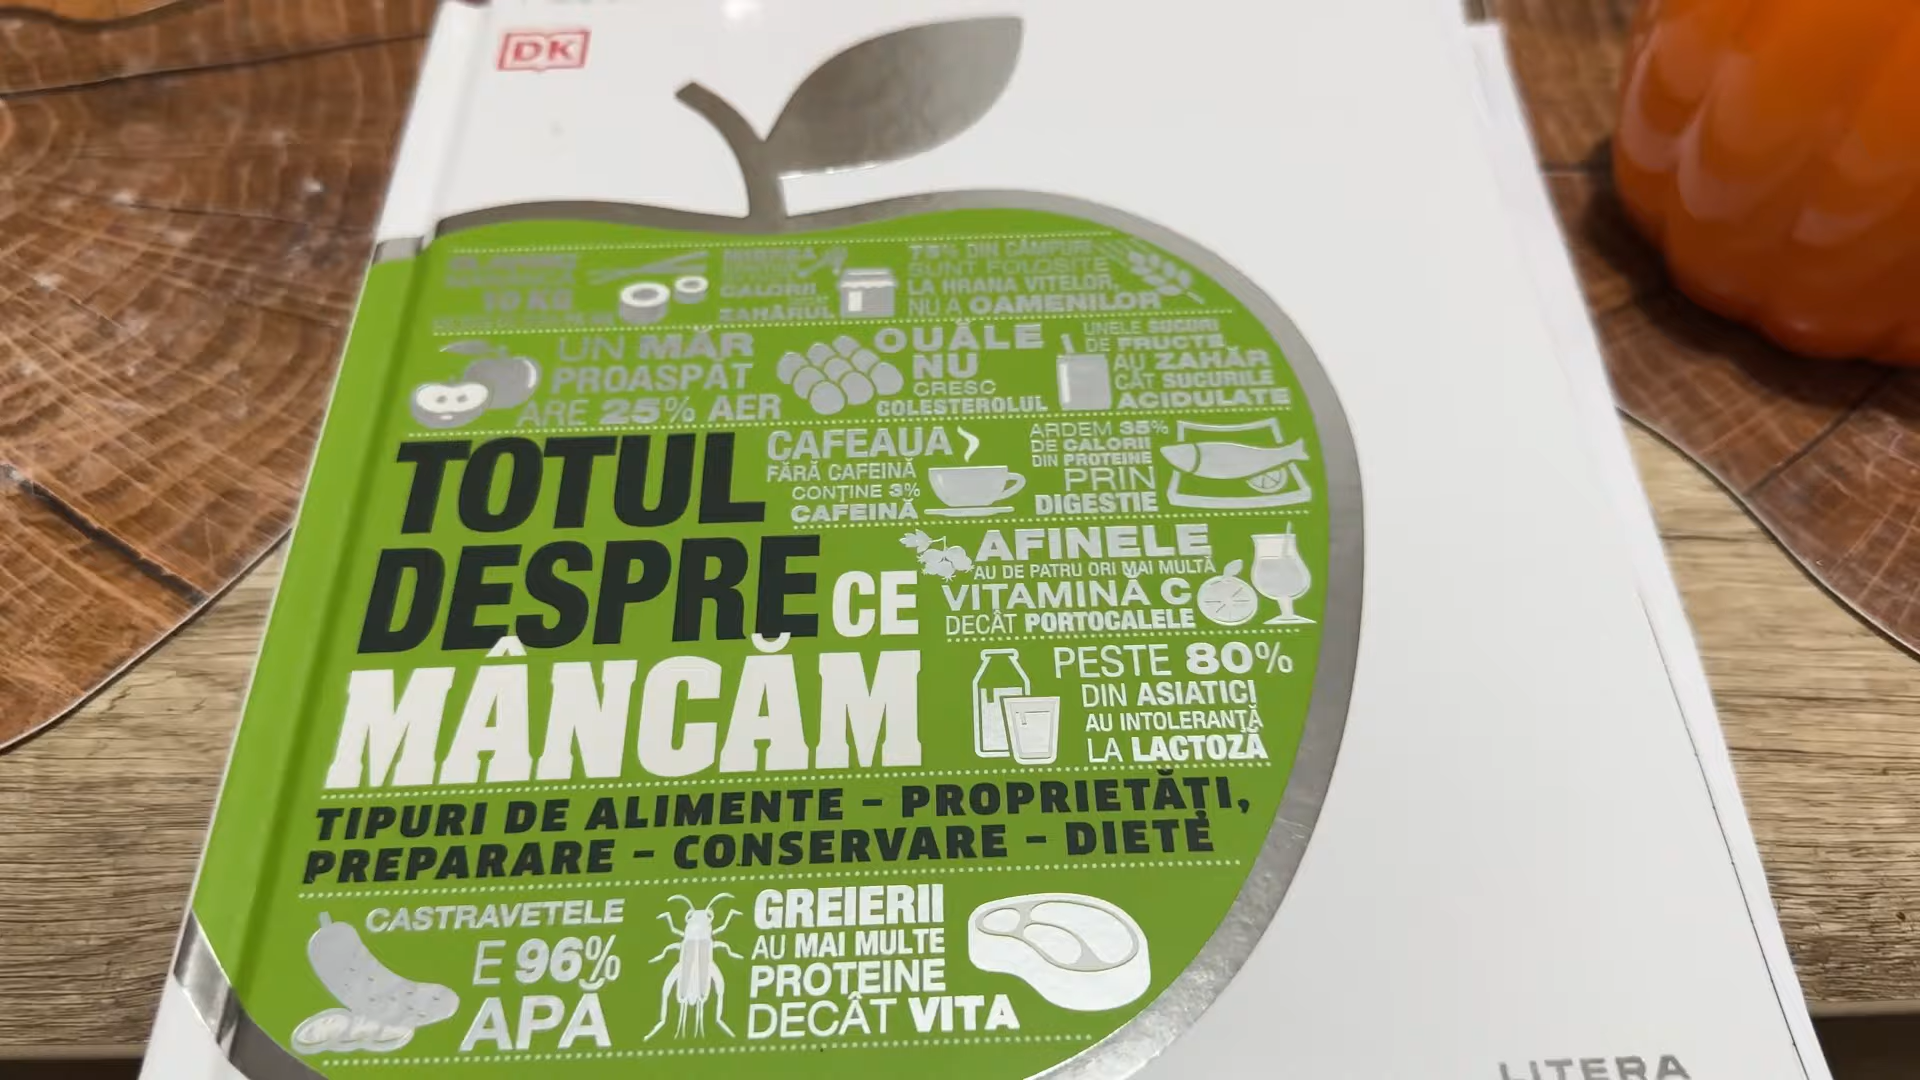 DK
10 KG
CALORII
ZAHĂRUL
75% DIN CÂMPURI
SUNT FOLOSITE
LA HRANA VITELOR,
NU A OAMENILOR
UN MĂR
PROASPĂT
ARE 25% AER
OUĂLE
NU
CRESC
COLESTEROLUL
UNELE SUCURI
DE FRUCTE
AU ZAHĂR
CÂT SUCURILE
ACIDULATE
TOTUL
DESPRE CE
MÂNCĂM
CAFEAUA
FĂRĂ CAFEINĂ
CONȚINE 3%
CAFEINĂ
ARDEM 35%
DE CALORII
DIN PROTEINE
PRIN
DIGESTIE
AFINELE
AU DE PATRU ORI MAI MULTĂ
VITAMINA C
DECÂT PORTOCALELE
PESTE 80%
DIN ASIATICI
AU INTOLERANȚĂ
LA LACTOZĂ
TIPURI DE ALIMENTE – PROPRIETĂȚI,
PREPARARE – CONSERVARE – DIETE
CASTRAVETELE
E 96%
APĂ
GREIERII
AU MAI MULTE
PROTEINE
DECÂT VITA
LITERA